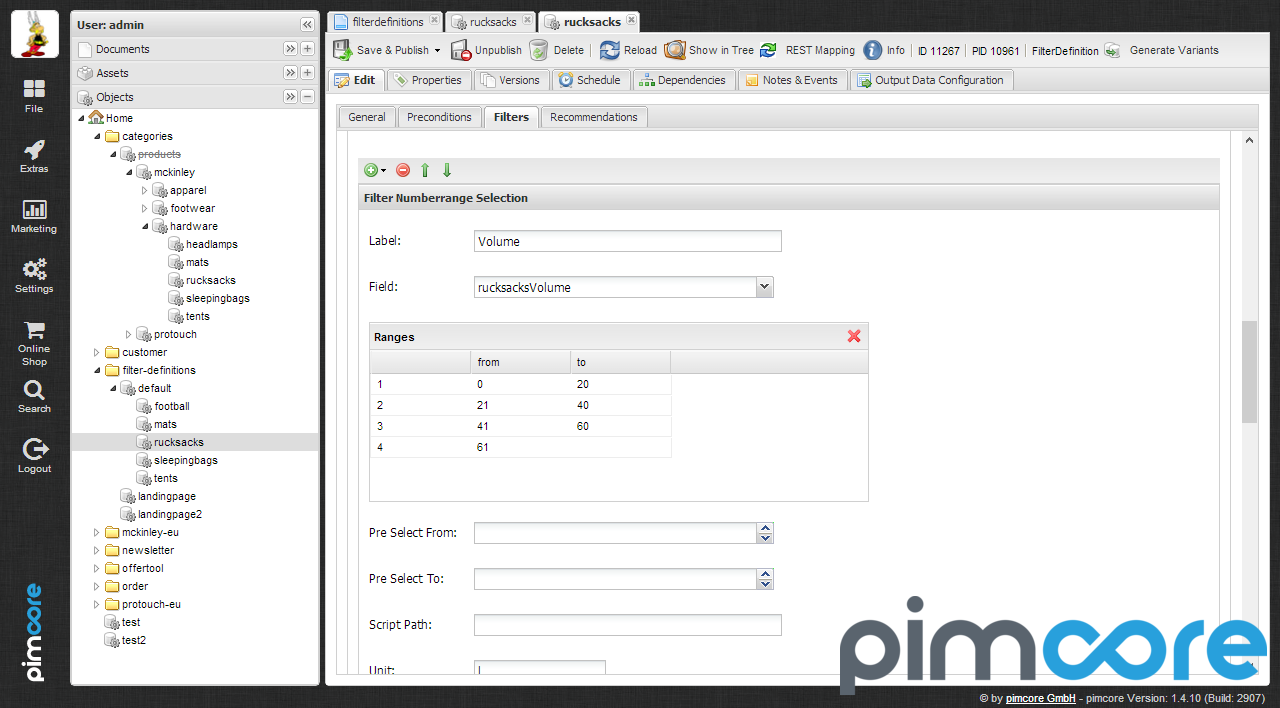 File
Extras
Marketing
Settings
Online
Shop
Search
Logout
pimcore
User: admin
Documents
Assets
Objects
Home
categories
products
mckinley
apparel
footwear
hardware
headlamps
mats
rucksacks
sleepingbags
tents
protouch
customer
filter-definitions
default
football
mats
rucksacks
sleepingbags
tents
landingpage
landingpage2
mckinley-eu
newsletter
offertool
order
protouch-eu
test
test2
filterdefinitions rucksacks rucksacks
Save & Publish Unpublish Delete Reload Show in Tree REST Mapping Info ID 11267 PID 10961 FilterDefinition Generate Variants
Edit Properties Versions Schedule Dependencies Notes & Events Output Data Configuration
General Preconditions Filters Recommendations
Filter Numberrange Selection
Label: Volume
Field: rucksacksVolume
Ranges
from to
1 0 20
2 21 40
3 41 60
4 61
Pre Select From:
Pre Select To:
Script Path:
Unit: l
pimcore
© by pimcore GmbH - pimcore Version: 1.4.10 (Build: 2907)